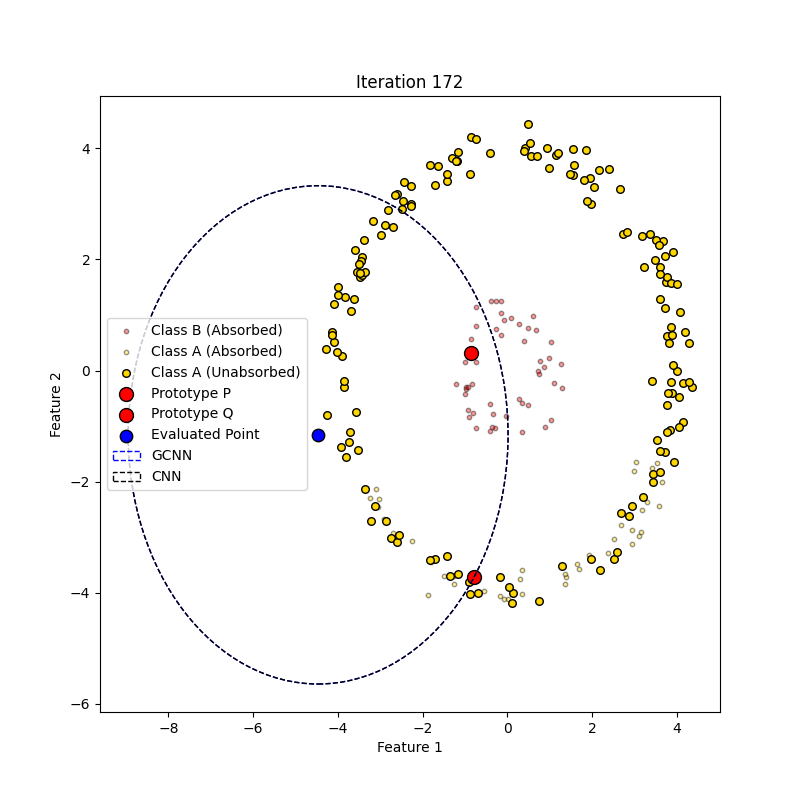 Iteration 172
4
2
0
−2
−4
−6
Feature 2
Class B (Absorbed)
Class A (Absorbed)
Class A (Unabsorbed)
Prototype P
Prototype Q
Evaluated Point
GCNN
CNN
−8
−6
−4
−2
0
2
4
Feature 1